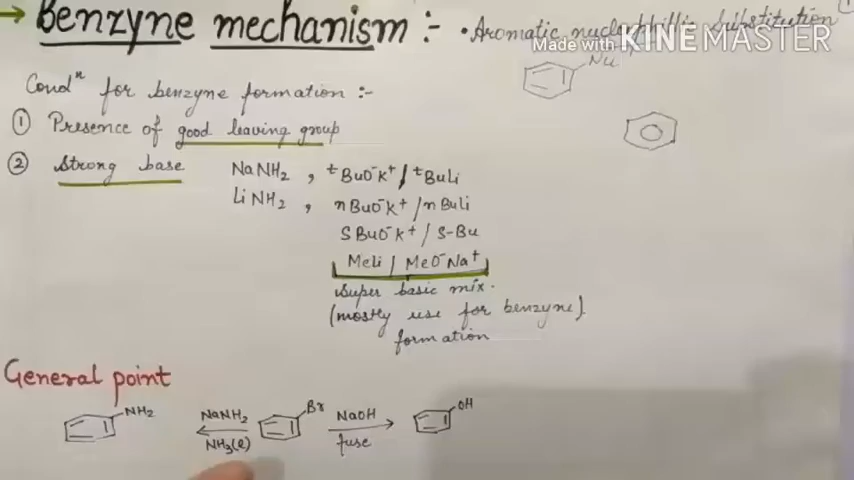 → Benzyne mechanism :- • Aromatic nucleophillic substitution
Made with KINEMASTER
Nu
Condⁿ for benzyne formation :-
① Presence of good leaving group
② Strong base NaNH₂ , ᵗBuO⁻K⁺ / ᵗBuLi
LiNH₂ , nBuO⁻K⁺ / nBuLi
SBuO⁻K⁺ / S-Bu
MeLi / MeO⁻Na⁺
super basic mix.
(mostly use for benzyne)
formation
General point
NH₂ NaNH₂ Br NaOH OH
NH₃(l) fuse